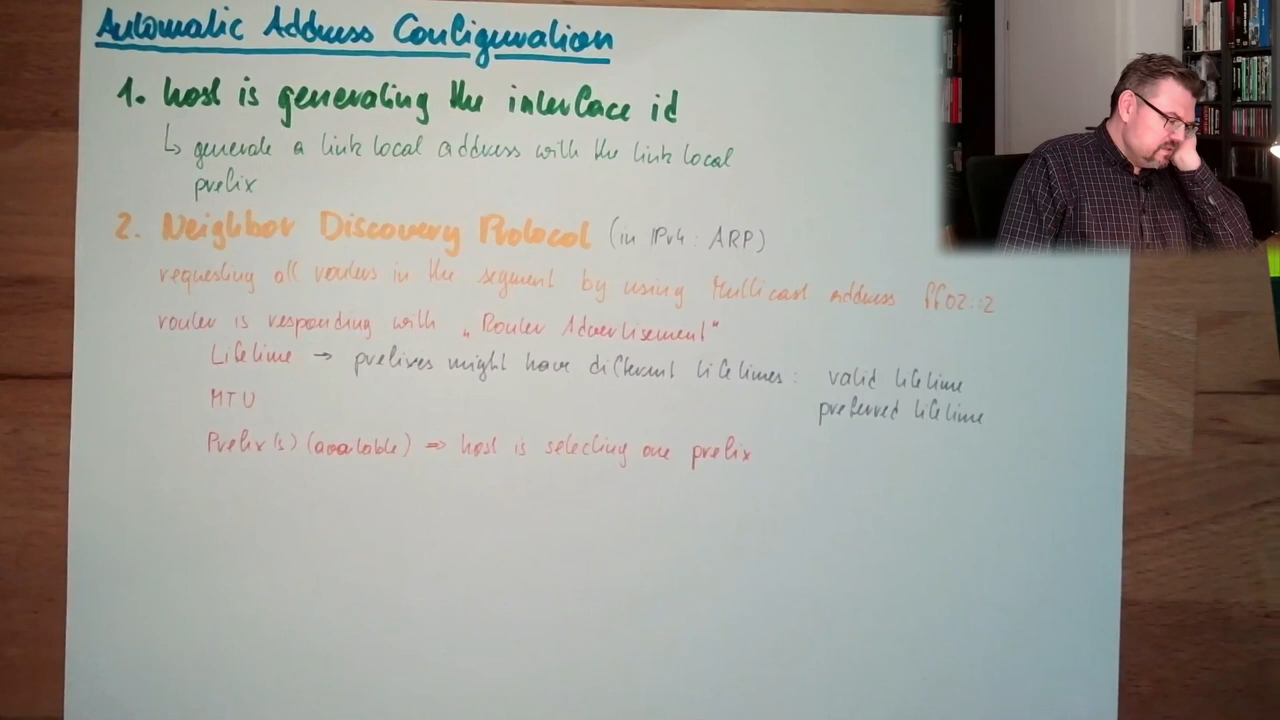 Automatic Address Configuration
1. host is generating the interface id
↳ generate a link local address with the link local
prefix
2. Neighbor Discovery Protocol (in IPv4: ARP)
requesting all routers in the segment by using Multicast Address ff02::2
router is responding with „Router Advertisement"
Lifetime → prefixes might have different lifetimes: valid lifetime
preferred lifetime
MTU
Prefix(s) (available) ⇒ host is selecting one prefix